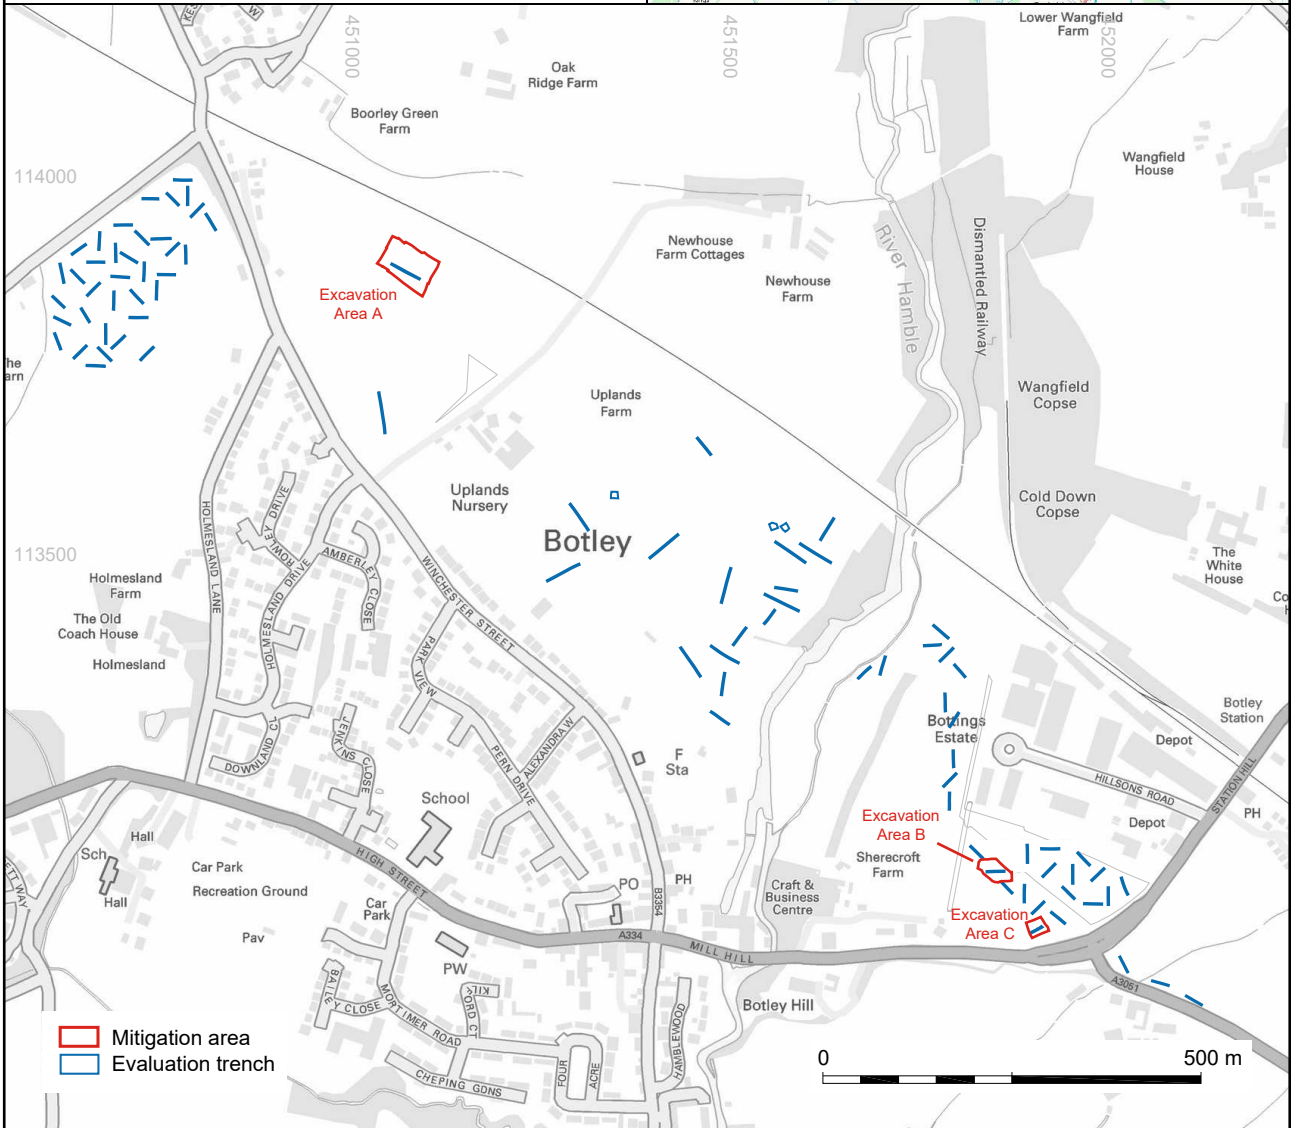 451000
451500
452000
Lower Wangfield
Farm
Oak
Ridge Farm
Boorley Green
Farm
Wangfield
House
114000
Newhouse
Farm Cottages
Newhouse
Farm
River Hamble
Dismantled Railway
Excavation
Area A
Wangfield
Copse
Uplands
Farm
Uplands
Nursery
Cold Down
Copse
Botley
113500
The
White
House
HOLMESLAND LANE
ROWLEY DRIVE
AMBERLEY CLOSE
HOLMESLAND DRIVE
WINCHESTER STREET
Holmesland
Farm
The Old
Coach House
Holmesland
PARK VIEW
DOWNLAND CL
JENKINS CLOSE
PERN DRIVE
ALEXANDRA W
F
Sta
Bottings
Estate
Botley
Station
Depot
HILLSONS ROAD
STATION HILL
PH
Depot
School
Excavation
Area B
Sherecroft
Farm
Hall
Sch
Hall
Car Park
Recreation Ground
HIGH STREET
Car
Park
Pav
PO
PH
B3354
Craft &
Business
Centre
Excavation
Area C
A334
MILL HILL
PW
A3051
BAILEY CLOSE
MORTIMER ROAD
Botley Hill
HAMBLEWOOD
FOUR
ACRE
CHEPING GDNS
Mitigation area
Evaluation trench
0
500 m